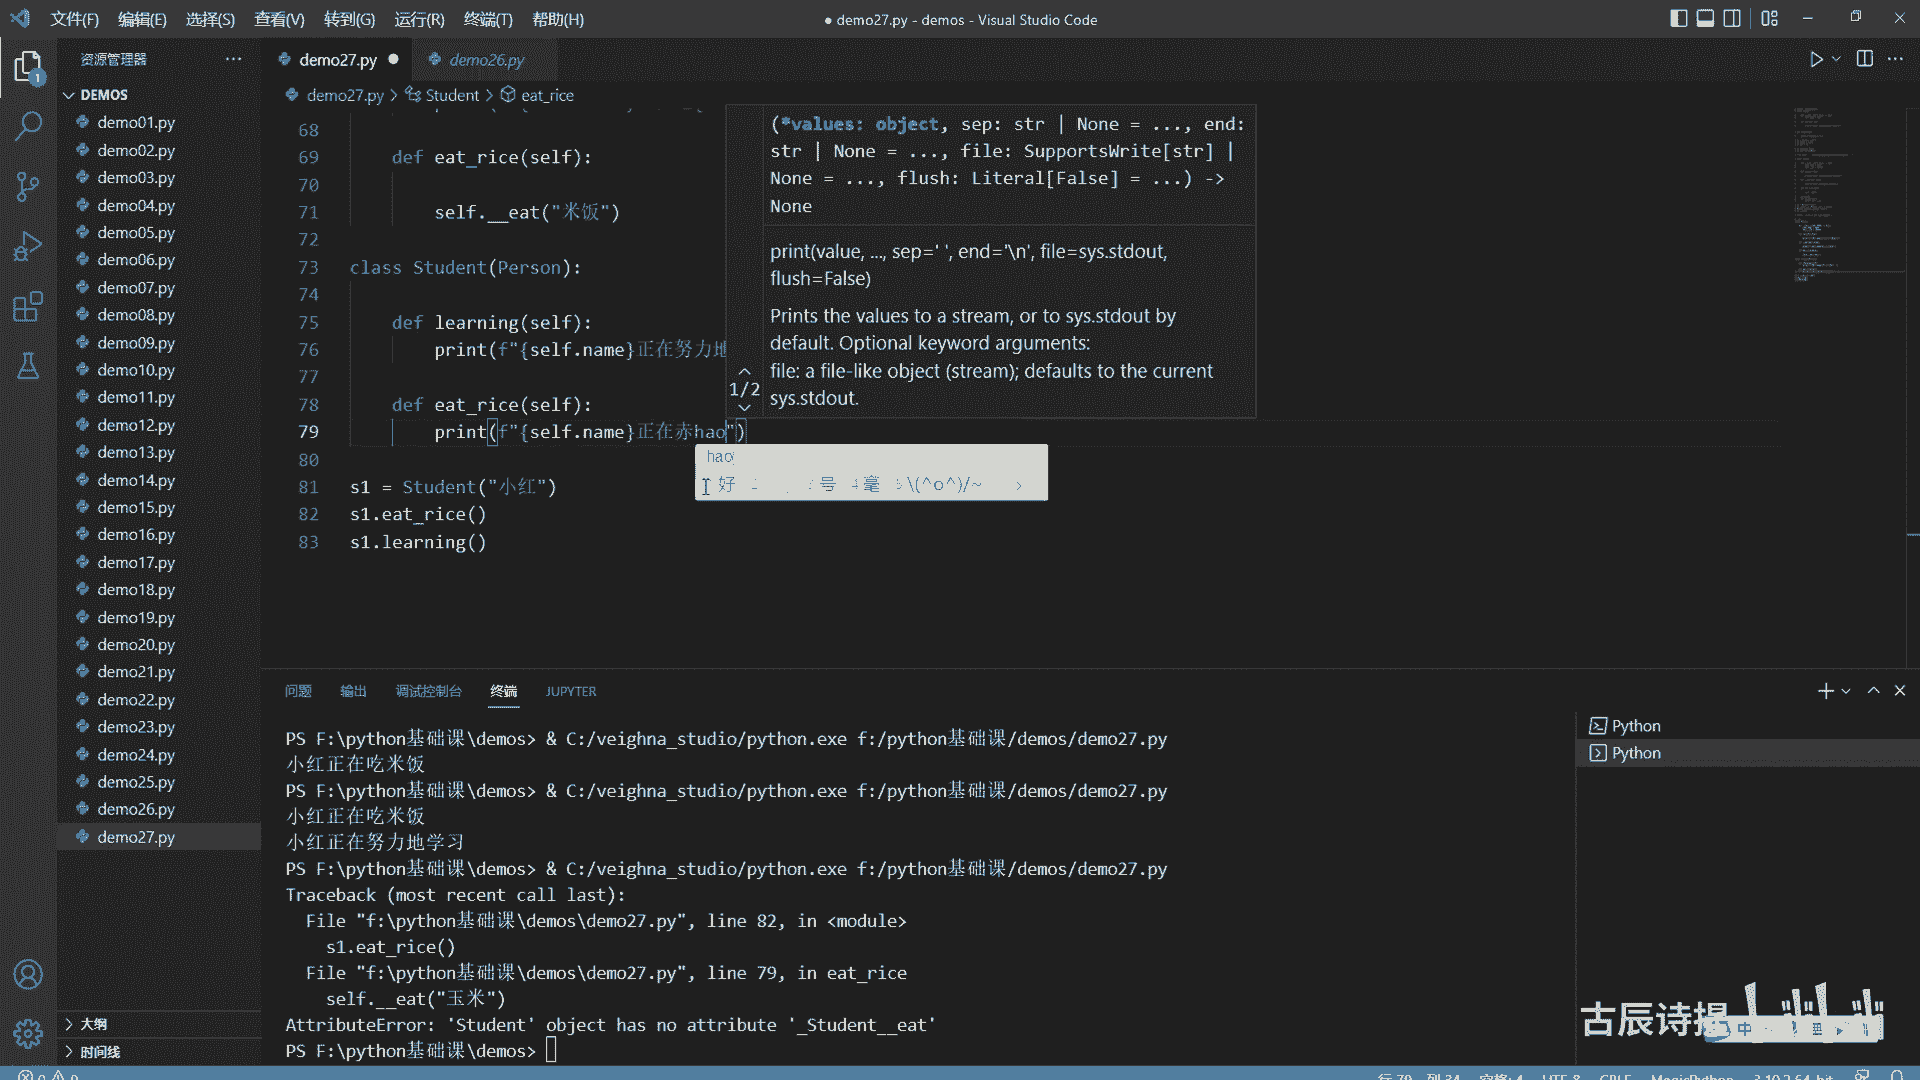 文件(F) 编辑(E) 选择(S) 查看(V) 转到(G) 运行(R) 终端(T) 帮助(H)
● demo27.py - demos - Visual Studio Code
资源管理器
demo27.py
demo26.py
DEMOS
demo27.py > Student > eat_rice
demo01.py
demo02.py
demo03.py
demo04.py
demo05.py
demo06.py
demo07.py
demo08.py
demo09.py
demo10.py
demo11.py
demo12.py
demo13.py
demo14.py
demo15.py
demo16.py
demo17.py
demo18.py
demo19.py
demo20.py
demo21.py
demo22.py
demo23.py
demo24.py
demo25.py
demo26.py
demo27.py
大纲
时间线
68
69 def eat_rice(self):
70
71 self.__eat("米饭")
72
73 class Student(Person):
74
75 def learning(self):
76 print(f"{self.name}正在努力地
77
78 def eat_rice(self):
79 print(f"{self.name}正在赤hao")
80
81 s1 = Student("小红")
82 s1.eat_rice()
83 s1.learning()
(*values: object, sep: str | None = ..., end:
str | None = ..., file: SupportsWrite[str] |
None = ..., flush: Literal[False] = ...) ->
None
print(value, ..., sep=' ', end='\n', file=sys.stdout,
flush=False)
Prints the values to a stream, or to sys.stdout by
default. Optional keyword arguments:
file: a file-like object (stream); defaults to the current
sys.stdout.
1/2
hao
好 号 毫 \(^o^)/~
问题 输出 调试控制台 终端 JUPYTER
PS F:\python基础课\demos> & C:/veighna_studio/python.exe f:/python基础课/demos/demo27.py
小红正在吃米饭
PS F:\python基础课\demos> & C:/veighna_studio/python.exe f:/python基础课/demos/demo27.py
小红正在吃米饭
小红正在努力地学习
PS F:\python基础课\demos> & C:/veighna_studio/python.exe f:/python基础课/demos/demo27.py
Traceback (most recent call last):
File "f:\python基础课\demos\demo27.py", line 82, in <module>
s1.eat_rice()
File "f:\python基础课\demos\demo27.py", line 79, in eat_rice
self.__eat("玉米")
AttributeError: 'Student' object has no attribute '_Student__eat'
PS F:\python基础课\demos>
Python
Python
古辰诗提
中